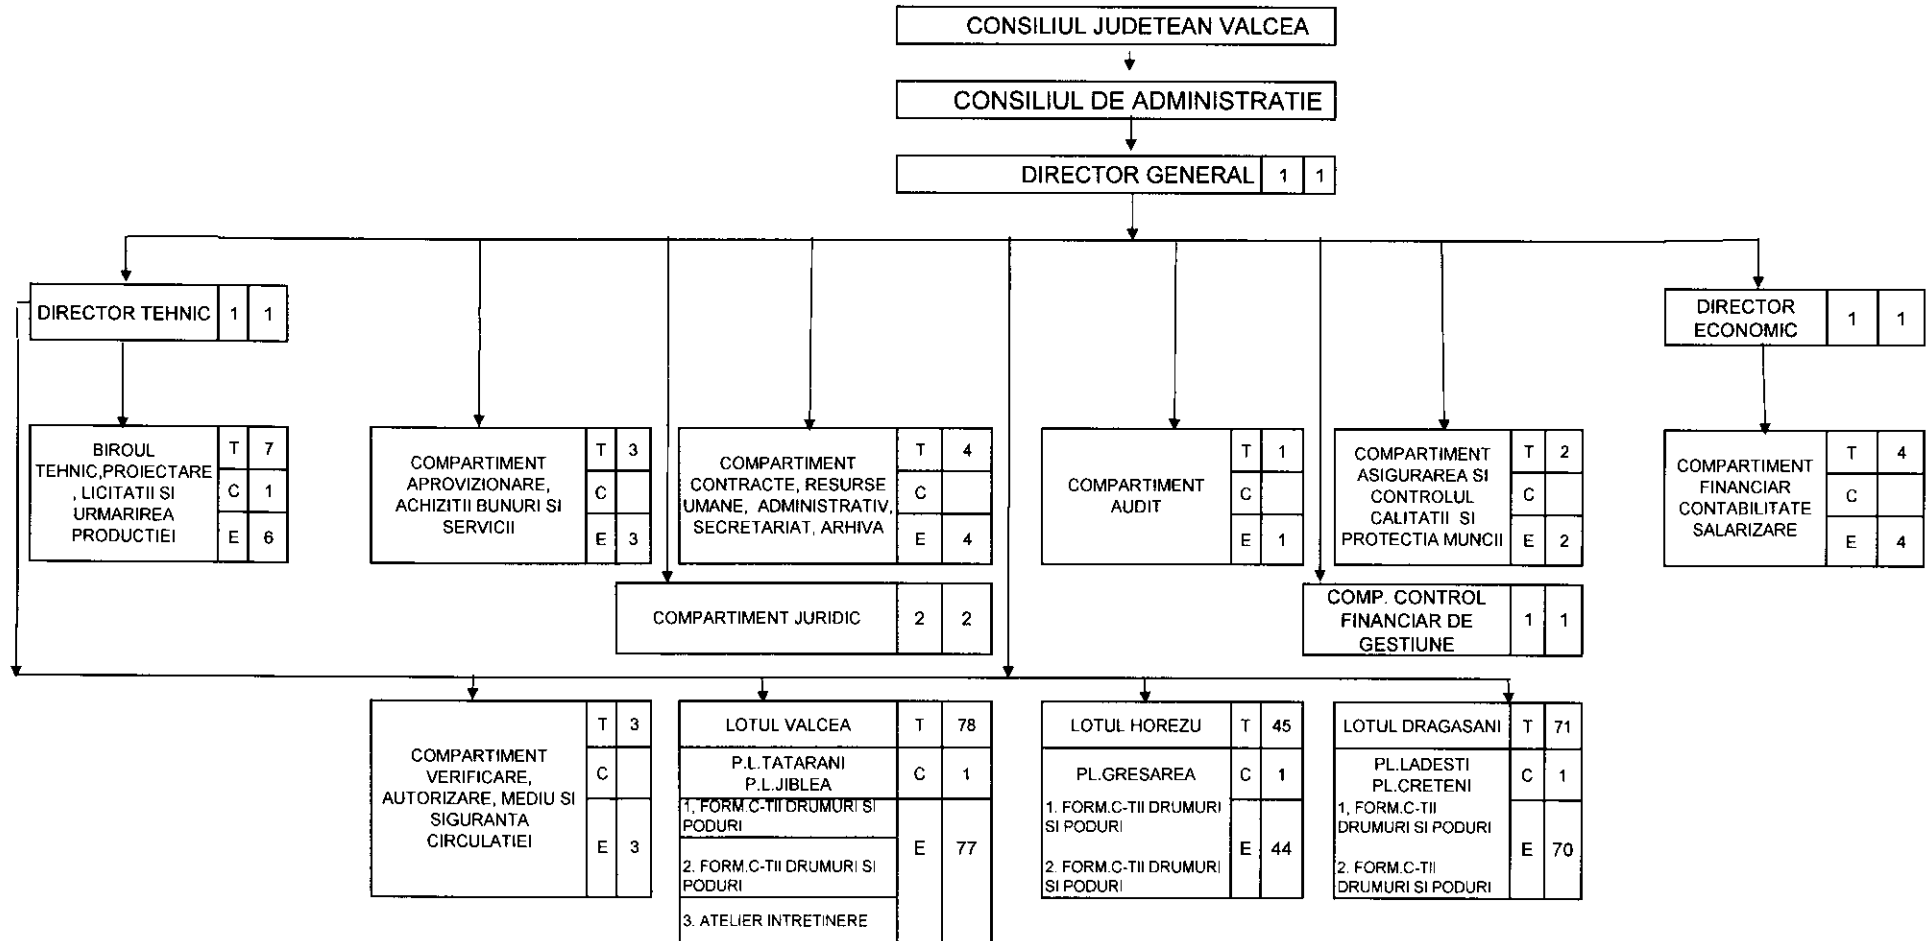 CONSILIUL JUDETEAN VALCEA
CONSILIUL DE ADMINISTRATIE
DIRECTOR GENERAL 1 1
DIRECTOR TEHNIC 1 1
DIRECTOR
ECONOMIC
1 1
BIROUL
TEHNIC,PROIECTARE
, LICITATII SI
URMARIREA
PRODUCTIEI
T 7
C 1
E 6
COMPARTIMENT
APROVIZIONARE,
ACHIZITII BUNURI SI
SERVICII
T 3
C
E 3
COMPARTIMENT
CONTRACTE, RESURSE
UMANE, ADMINISTRATIV,
SECRETARIAT, ARHIVA
T 4
C
E 4
COMPARTIMENT
AUDIT
T 1
C
E 1
COMPARTIMENT
ASIGURAREA SI
CONTROLUL
CALITATII SI
PROTECTIA MUNCII
T 2
C
E 2
COMPARTIMENT
FINANCIAR
CONTABILITATE
SALARIZARE
T 4
C
E 4
COMPARTIMENT JURIDIC 2 2
COMP. CONTROL
FINANCIAR DE
GESTIUNE
1 1
COMPARTIMENT
VERIFICARE,
AUTORIZARE, MEDIU SI
SIGURANTA
CIRCULATIEI
T 3
C
E 3
LOTUL VALCEA T 78
P.L.TATARANI
P.L.JIBLEA
C 1
1, FORM.C-TII DRUMURI SI
PODURI
2. FORM.C-TII DRUMURI SI
PODURI
3. ATELIER INTRETINERE
E 77
LOTUL HOREZU T 45
PL.GRESAREA C 1
1. FORM.C-TII DRUMURI
SI PODURI
2. FORM.C-TII DRUMURI
SI PODURI
E 44
LOTUL DRAGASANI T 71
PL.LADESTI
PL.CRETENI
C 1
1, FORM.C-TII
DRUMURI SI PODURI
2. FORM.C-TII
DRUMURI SI PODURI
E 70